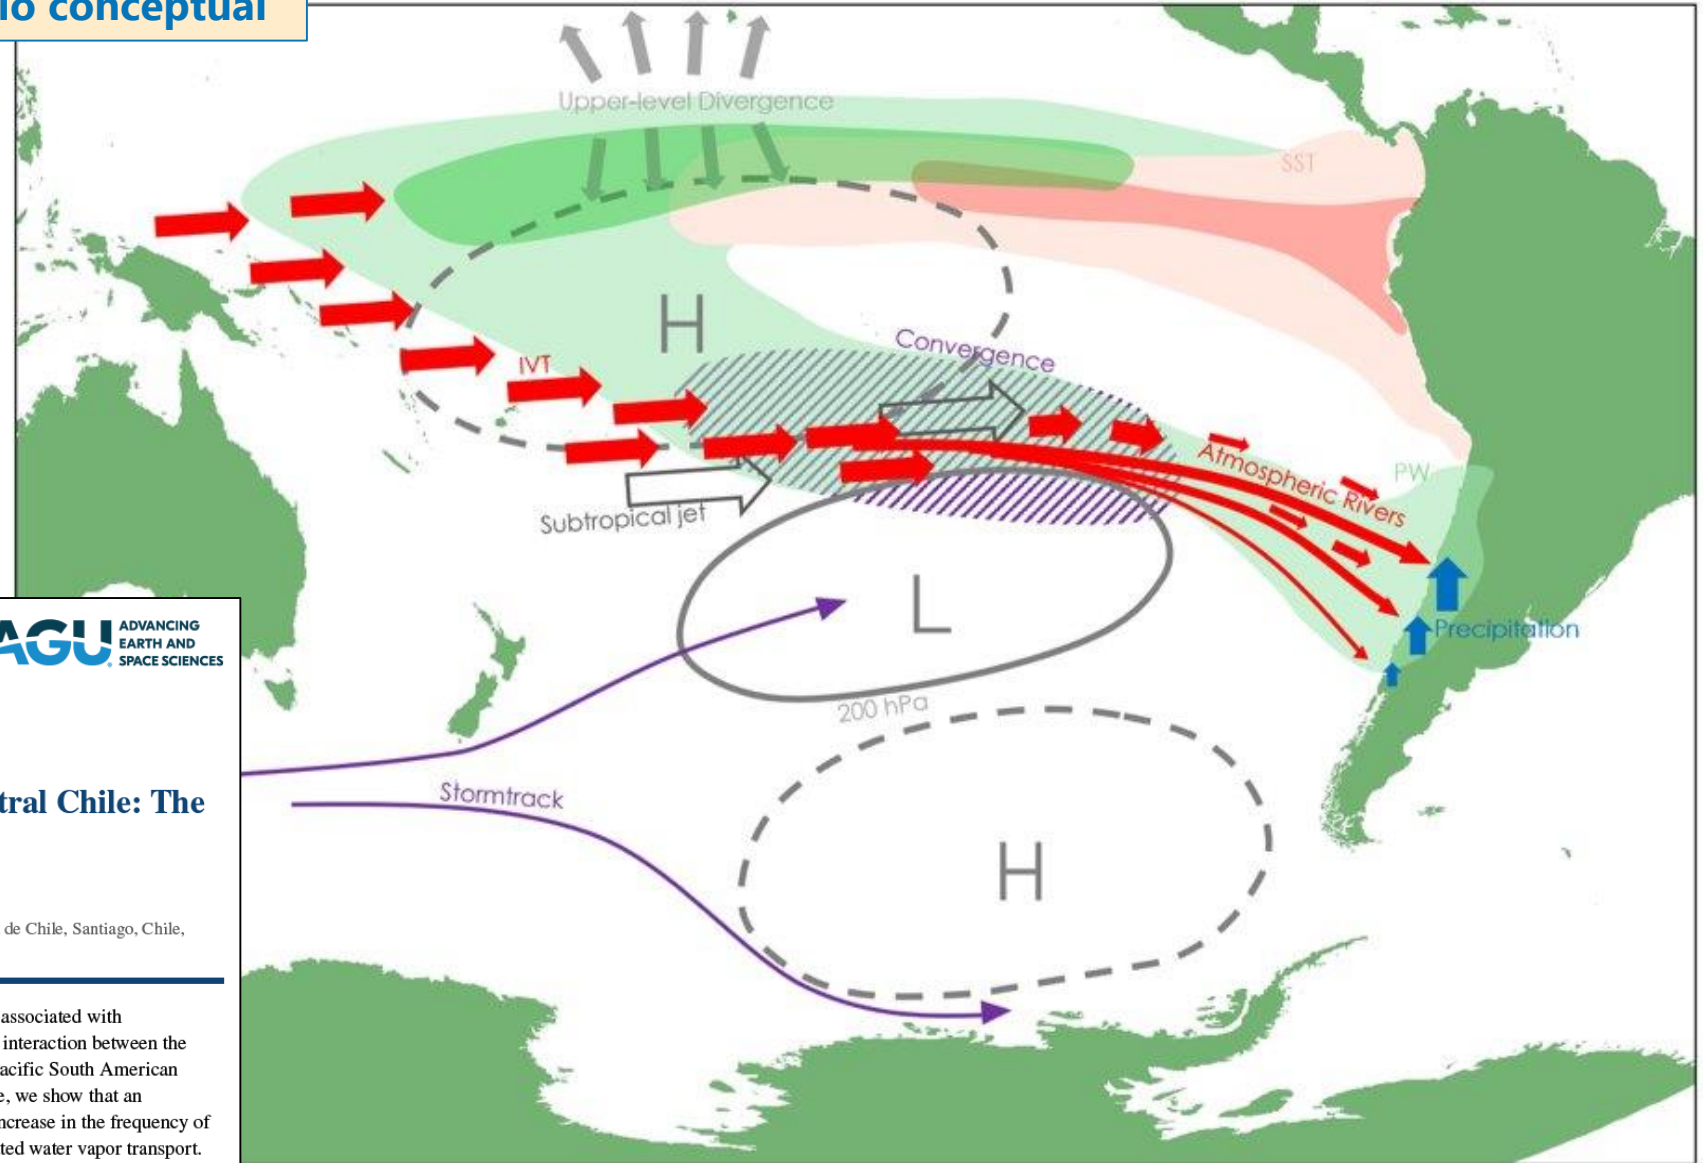 conceptual
Upper-level Divergence
SST
H
Convergence
IVT
Atmospheric Rivers
PW
Subtropical jet
L
Precipitation
200 hPa
Stormtrack
H
AGU ADVANCING
EARTH AND
SPACE SCIENCES
tral Chile: The
de Chile, Santiago, Chile,
associated with
interaction between the
acific South American
e, we show that an
ncrease in the frequency of
ted water vapor transport.